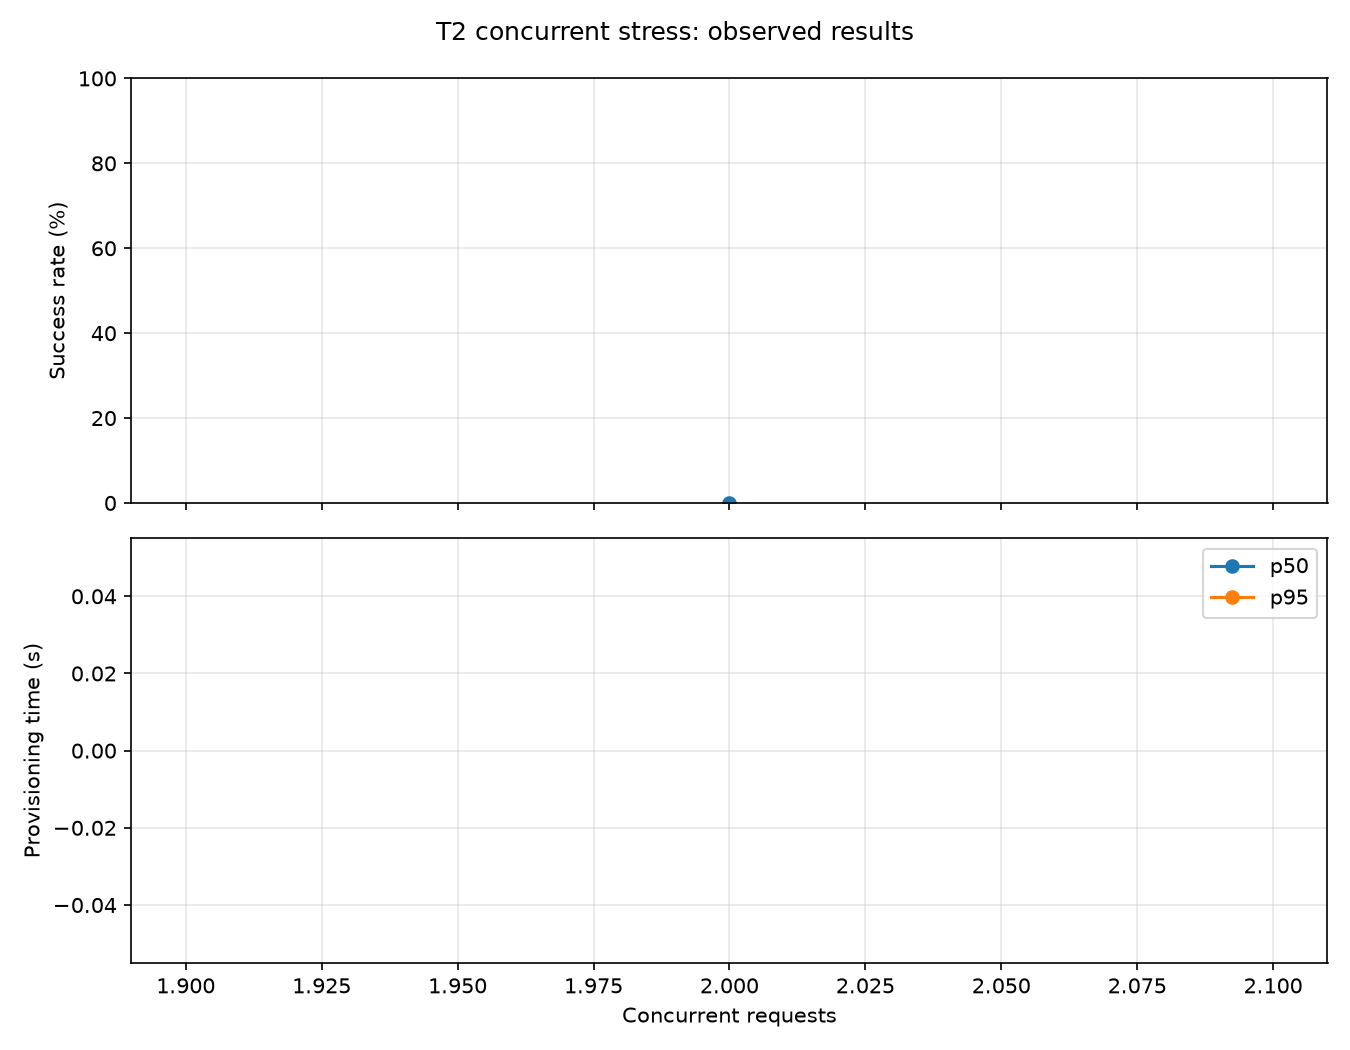 T2 concurrent stress: observed results
100
80
60
40
20
0
Success rate (%)
p50
p95
0.04
0.02
0.00
−0.02
−0.04
Provisioning time (s)
1.900 1.925 1.950 1.975 2.000 2.025 2.050 2.075 2.100
Concurrent requests